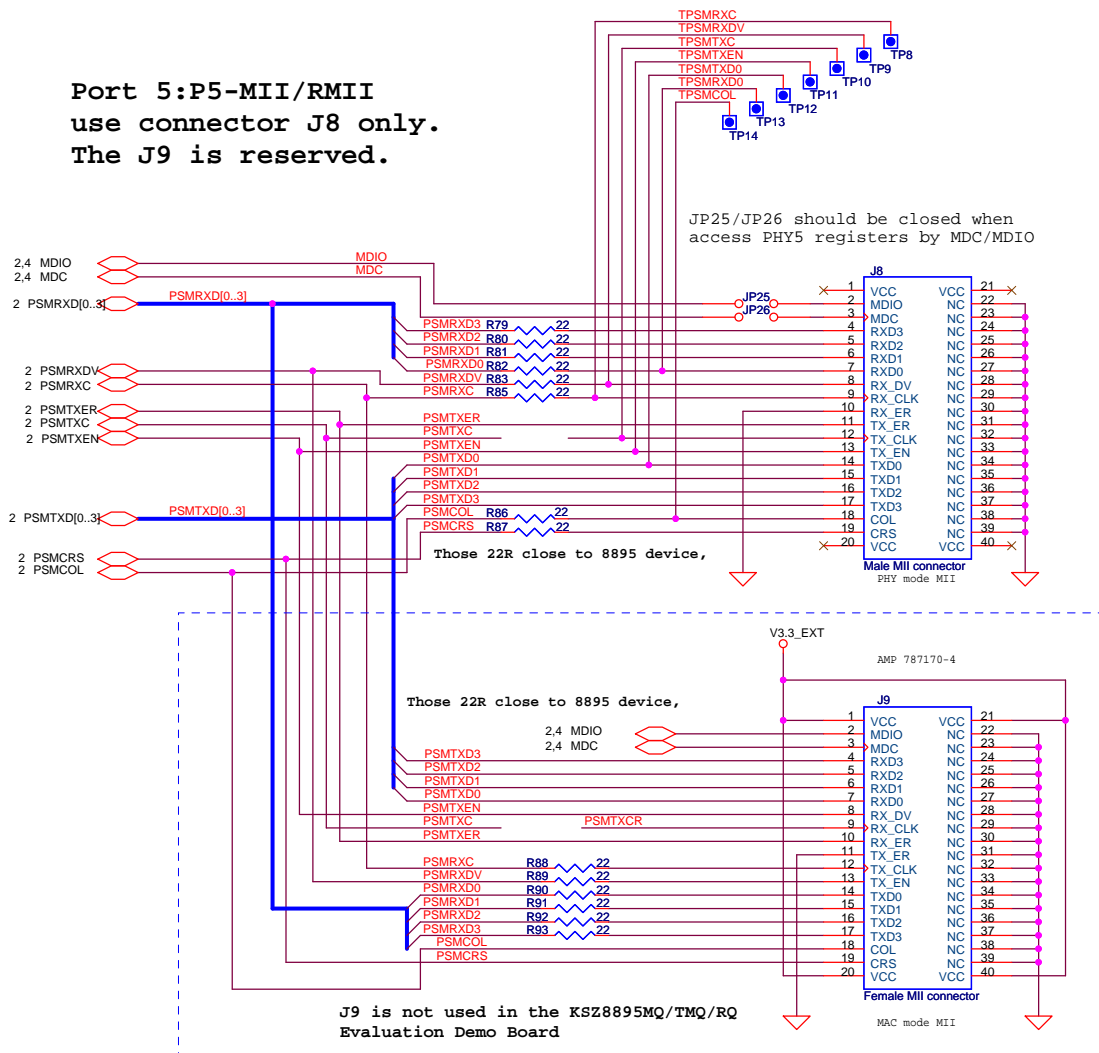 TPSMRXC
TPSMRXDV
TPSMTXC
TPSMTXEN
TPSMTXD0
TPSMRXD0
TPSMCOL
TP8
TP9
TP10
TP11
TP12
TP13
TP14
Port 5:P5-MII/RMII
use connector J8 only.
The J9 is reserved.
JP25/JP26 should be closed when
access PHY5 registers by MDC/MDIO
2,4 MDIO
2,4 MDC
2 PSMRXD[0..3]
2 PSMRXDV
2 PSMRXC
2 PSMTXER
2 PSMTXC
2 PSMTXEN
2 PSMTXD[0..3]
2 PSMCRS
2 PSMCOL
MDIO
MDC
PSMRXD[0..3]
PSMTXD[0..3]
JP25
JP26
PSMRXD3 R79 22
PSMRXD2 R80 22
PSMRXD1 R81 22
PSMRXD0 R82 22
PSMRXDV R83 22
PSMRXC R85 22
PSMTXER
PSMTXC
PSMTXEN
PSMTXD0
PSMTXD1
PSMTXD2
PSMTXD3
PSMCOL R86 22
PSMCRS R87 22
Those 22R close to 8895 device,
J8
1 VCC VCC 21
2 MDIO NC 22
3 MDC NC 23
4 RXD3 NC 24
5 RXD2 NC 25
6 RXD1 NC 26
7 RXD0 NC 27
8 RX_DV NC 28
9 RX_CLK NC 29
10 RX_ER NC 30
11 TX_ER NC 31
12 TX_CLK NC 32
13 TX_EN NC 33
14 TXD0 NC 34
15 TXD1 NC 35
16 TXD2 NC 36
17 TXD3 NC 37
18 COL NC 38
19 CRS NC 39
20 VCC VCC 40
Male MII connector
PHY mode MII
V3.3_EXT
AMP 787170-4
Those 22R close to 8895 device,
2,4 MDIO
2,4 MDC
PSMTXD3
PSMTXD2
PSMTXD1
PSMTXD0
PSMTXEN
PSMTXC PSMTXCR
PSMTXER
PSMRXC R88 22
PSMRXDV R89 22
PSMRXD0 R90 22
PSMRXD1 R91 22
PSMRXD2 R92 22
PSMRXD3 R93 22
PSMCOL
PSMCRS
J9
1 VCC VCC 21
2 MDIO NC 22
3 MDC NC 23
4 RXD3 NC 24
5 RXD2 NC 25
6 RXD1 NC 26
7 RXD0 NC 27
8 RX_DV NC 28
9 RX_CLK NC 29
10 RX_ER NC 30
11 TX_ER NC 31
12 TX_CLK NC 32
13 TX_EN NC 33
14 TXD0 NC 34
15 TXD1 NC 35
16 TXD2 NC 36
17 TXD3 NC 37
18 COL NC 38
19 CRS NC 39
20 VCC VCC 40
Female MII connector
MAC mode MII
J9 is not used in the KSZ8895MQ/TMQ/RQ
Evaluation Demo Board